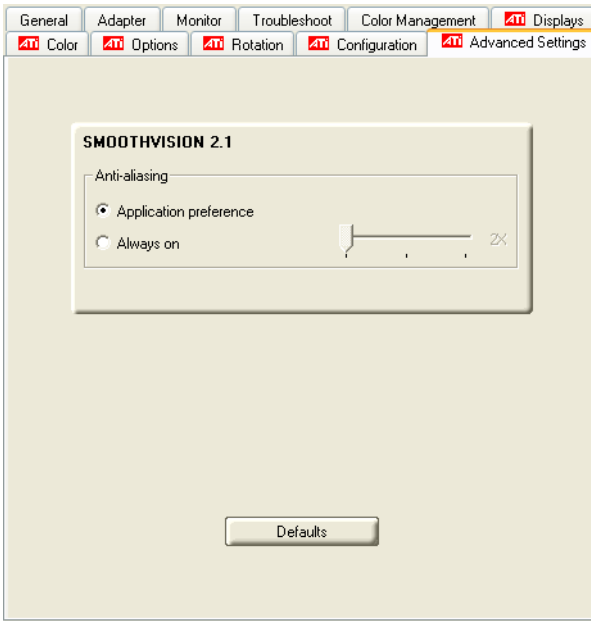 General Adapter Monitor Troubleshoot Color Management ATI Displays
ATI Color ATI Options ATI Rotation ATI Configuration ATI Advanced Settings
SMOOTHVISION 2.1
Anti-aliasing
Application preference
Always on 2X
Defaults